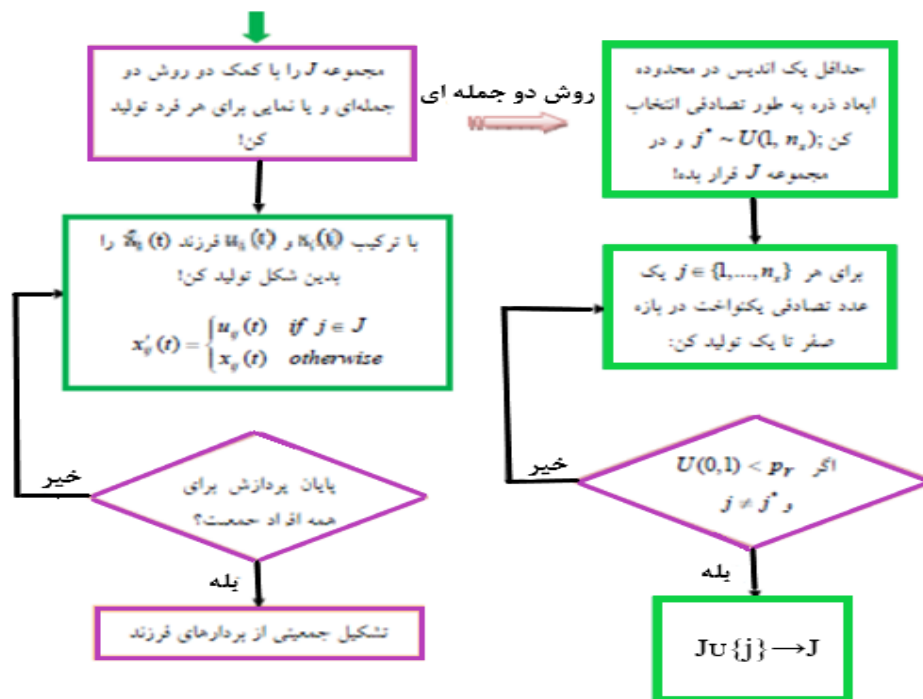 مجموعه J را با کمک دو روش دو
جمله‌ای و یا نمایی برای هر فرد تولید
کن!
روش دو جمله ای
حداقل یک اندیس در محدوده
ابعاد ذره به طور تصادفی انتخاب
کن ;j* ~ U(1, nₓ) و در
مجموعه J قرار بده!
با ترکیب xᵢ(t) و uᵢ(t) فرزند x́ᵢ(t) را
بدین شکل تولید کن!
x′ᵢⱼ(t) = { uᵢⱼ(t) if j ∈ J
xᵢⱼ(t) otherwise
برای هر j ∈ {1,...,nₓ} یک
عدد تصادفی یکنواخت در بازه
صفر تا یک تولید کن:
خیر
پایان پردازش برای
همه افراد جمعیت؟
بله
تشکیل جمعیتی از بردارهای فرزند
خیر
اگر U(0,1) < pᵣ
و j ≠ j*
بله
J∪{j}→J